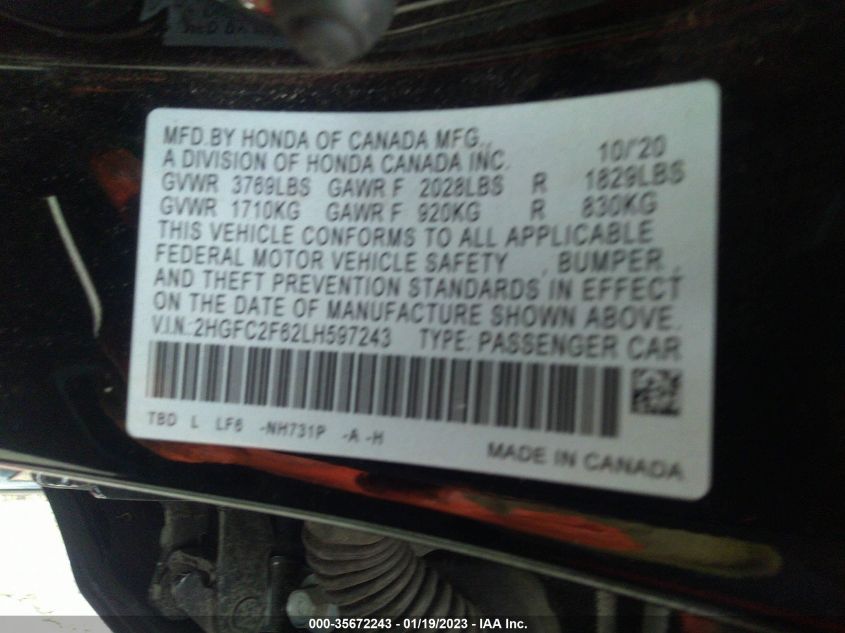 MFD.BY HONDA OF CANADA MFG.,
A DIVISION OF HONDA CANADA INC. 10/'20
GVWR 3769LBS GAWR F 2028LBS R 1829LBS
GVWR 1710KG GAWR F 920KG R 830KG
THIS VEHICLE CONFORMS TO ALL APPLICABLE
FEDERAL MOTOR VEHICLE SAFETY , BUMPER ,
AND THEFT PREVENTION STANDARDS IN EFFECT
ON THE DATE OF MANUFACTURE SHOWN ABOVE.
V.I.N.:2HGFC2F62LH597243 TYPE: PASSENGER CAR
TBD L LF6 -NH731P -A -H
MADE IN CANADA
000-35672243 - 01/19/2023 - IAA Inc.